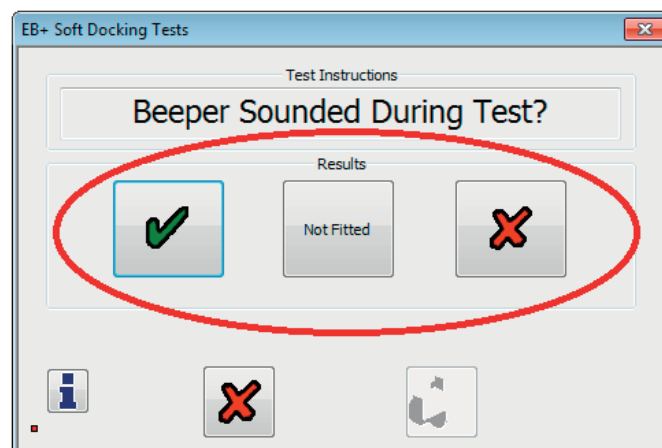 EB+ Soft Docking Tests
Test Instructions
Beeper Sounded During Test?
Results
Not Fitted